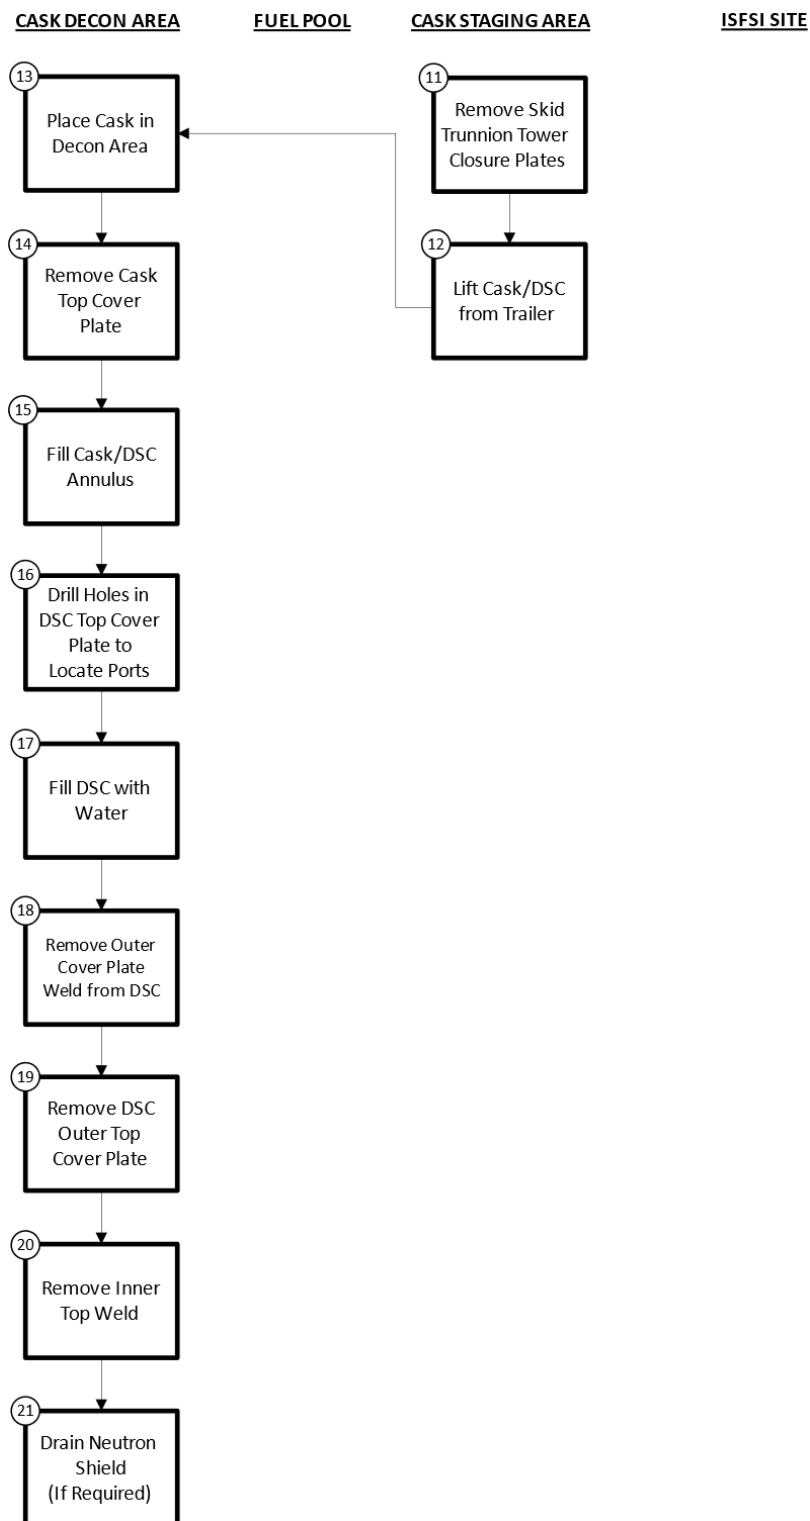 CASK DECON AREA
FUEL POOL
CASK STAGING AREA
ISFSI SITE
11
Remove Skid
Trunnion Tower
Closure Plates
12
Lift Cask/DSC
from Trailer
13
Place Cask in
Decon Area
14
Remove Cask
Top Cover
Plate
15
Fill Cask/DSC
Annulus
16
Drill Holes in
DSC Top Cover
Plate to
Locate Ports
17
Fill DSC with
Water
18
Remove Outer
Cover Plate
Weld from DSC
19
Remove DSC
Outer Top
Cover Plate
20
Remove Inner
Top Weld
21
Drain Neutron
Shield
(If Required)